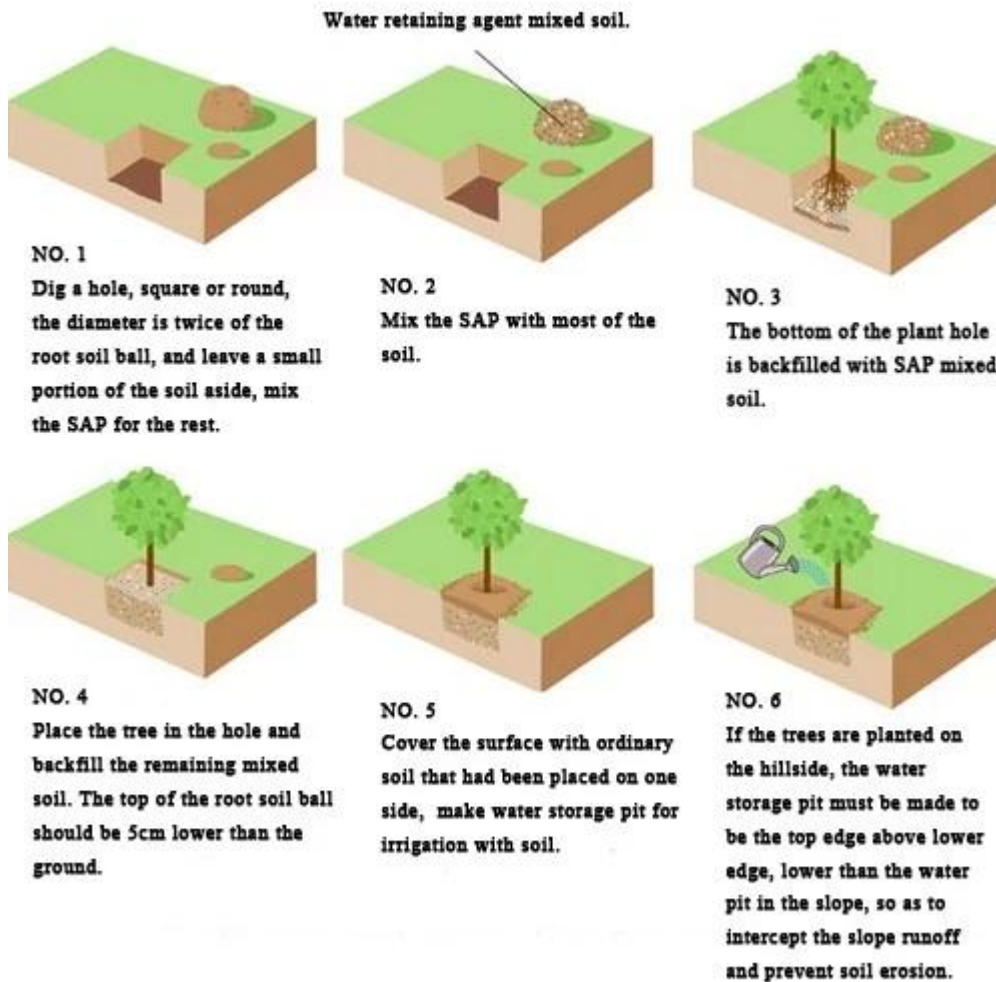 Water retaining agent mixed soil.
NO. 1
Dig a hole, square or round,
the diameter is twice of the
root soil ball, and leave a small
portion of the soil aside, mix
the SAP for the rest.
NO. 2
Mix the SAP with most of the
soil.
NO. 3
The bottom of the plant hole
is backfilled with SAP mixed
soil.
NO. 4
Place the tree in the hole and
backfill the remaining mixed
soil. The top of the root soil ball
should be 5cm lower than the
ground.
NO. 5
Cover the surface with ordinary
soil that had been placed on one
side, make water storage pit for
irrigation with soil.
NO. 6
If the trees are planted on
the hillside, the water
storage pit must be made to
be the top edge above lower
edge, lower than the water
pit in the slope, so as to
intercept the slope runoff
and prevent soil erosion.